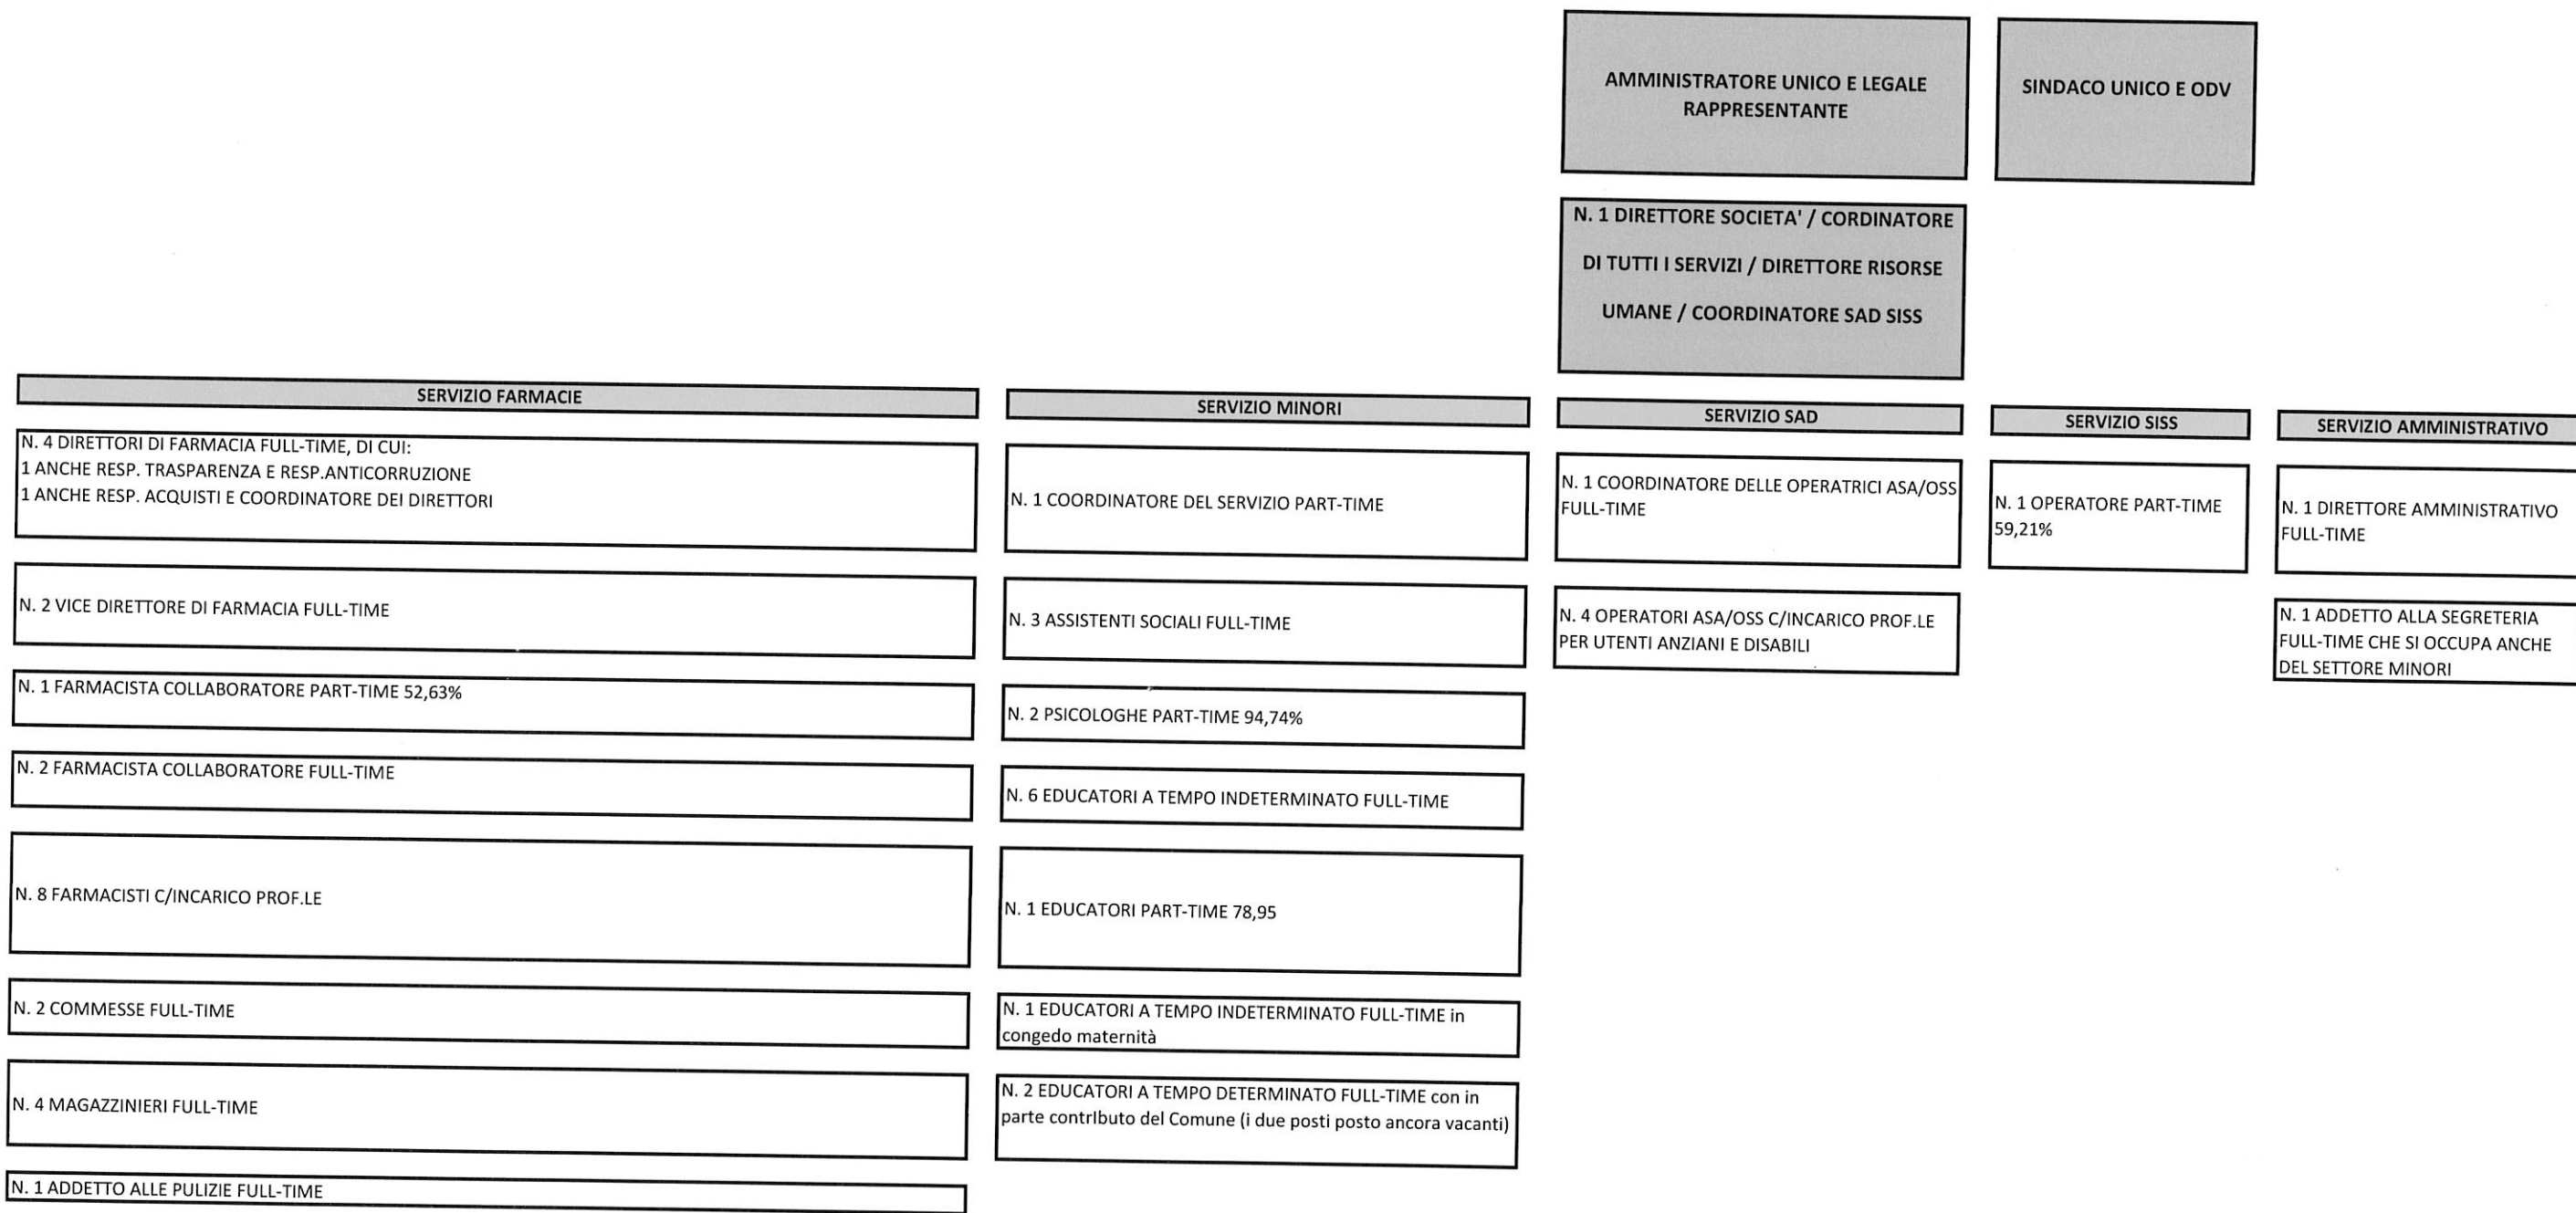 AMMINISTRATORE UNICO E LEGALE
RAPPRESENTANTE
SINDACO UNICO E ODV
N. 1 DIRETTORE SOCIETA' / CORDINATORE
DI TUTTI I SERVIZI / DIRETTORE RISORSE
UMANE / COORDINATORE SAD SISS
SERVIZIO FARMACIE
N. 4 DIRETTORI DI FARMACIA FULL-TIME, DI CUI:
1 ANCHE RESP. TRASPARENZA E RESP.ANTICORRUZIONE
1 ANCHE RESP. ACQUISTI E COORDINATORE DEI DIRETTORI
N. 2 VICE DIRETTORE DI FARMACIA FULL-TIME
N. 1 FARMACISTA COLLABORATORE PART-TIME 52,63%
N. 2 FARMACISTA COLLABORATORE FULL-TIME
N. 8 FARMACISTI C/INCARICO PROF.LE
N. 2 COMMESSE FULL-TIME
N. 4 MAGAZZINIERI FULL-TIME
N. 1 ADDETTO ALLE PULIZIE FULL-TIME
SERVIZIO MINORI
N. 1 COORDINATORE DEL SERVIZIO PART-TIME
N. 3 ASSISTENTI SOCIALI FULL-TIME
N. 2 PSICOLOGHE PART-TIME 94,74%
N. 6 EDUCATORI A TEMPO INDETERMINATO FULL-TIME
N. 1 EDUCATORI PART-TIME 78,95
N. 1 EDUCATORI A TEMPO INDETERMINATO FULL-TIME in
congedo maternità
N. 2 EDUCATORI A TEMPO DETERMINATO FULL-TIME con in
parte contrIbuto del Comune (i due posti posto ancora vacanti)
SERVIZIO SAD
N. 1 COORDINATORE DELLE OPERATRICI ASA/OSS
FULL-TIME
N. 4 OPERATORI ASA/OSS C/INCARICO PROF.LE
PER UTENTI ANZIANI E DISABILI
SERVIZIO SISS
N. 1 OPERATORE PART-TIME
59,21%
SERVIZIO AMMINISTRATIVO
N. 1 DIRETTORE AMMINISTRATIVO
FULL-TIME
N. 1 ADDETTO ALLA SEGRETERIA
FULL-TIME CHE SI OCCUPA ANCHE
DEL SETTORE MINORI